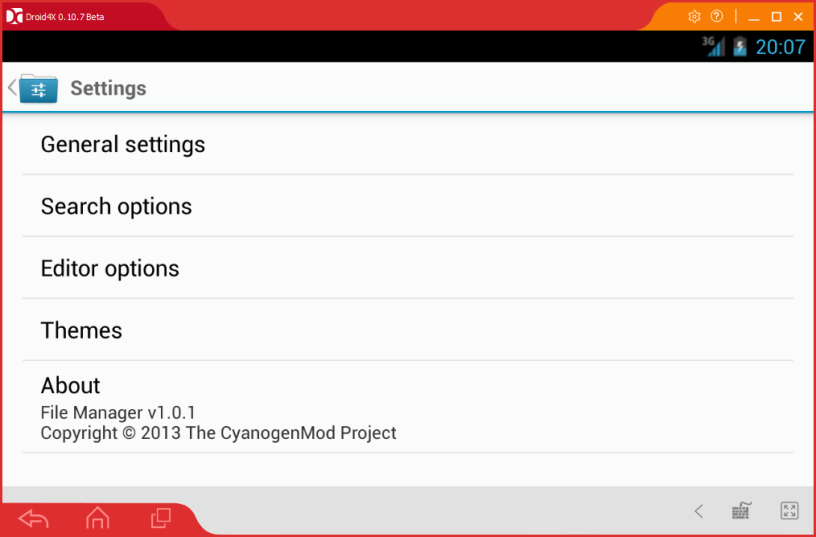 Droid4X 0.10.7 Beta
3G 20:07
Settings
General settings
Search options
Editor options
Themes
About
File Manager v1.0.1
Copyright © 2013 The CyanogenMod Project